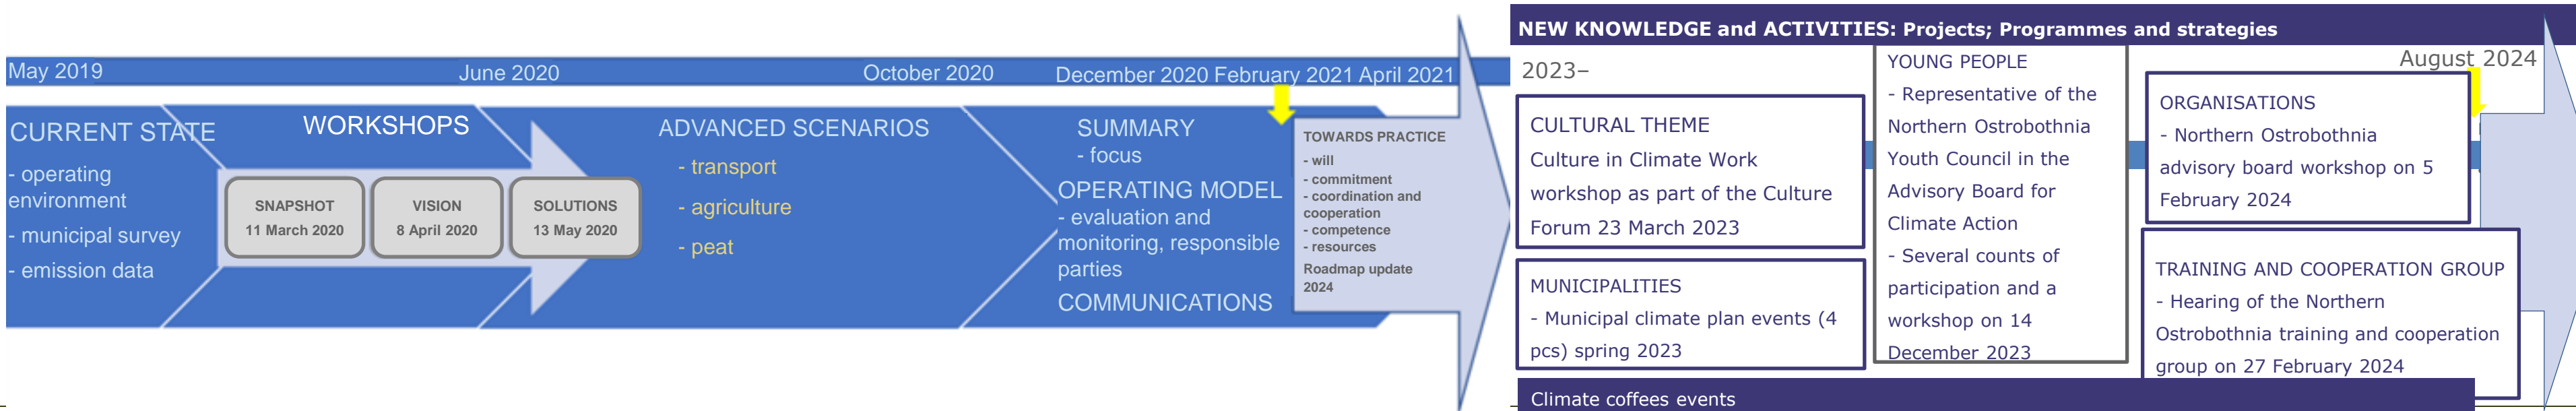 May 2019
June 2020
October 2020
December 2020 February 2021 April 2021
CURRENT STATE
- operating
environment
- municipal survey
- emission data
WORKSHOPS
SNAPSHOT
11 March 2020
VISION
8 April 2020
SOLUTIONS
13 May 2020
ADVANCED SCENARIOS
- transport
- agriculture
- peat
SUMMARY
- focus
OPERATING MODEL
- evaluation and
monitoring, responsible
parties
COMMUNICATIONS
TOWARDS PRACTICE
- will
- commitment
- coordination and
cooperation
- competence
- resources
Roadmap update
2024
NEW KNOWLEDGE and ACTIVITIES: Projects; Programmes and strategies
2023–
August 2024
CULTURAL THEME
Culture in Climate Work
workshop as part of the Culture
Forum 23 March 2023
MUNICIPALITIES
- Municipal climate plan events (4
pcs) spring 2023
YOUNG PEOPLE
- Representative of the
Northern Ostrobothnia
Youth Council in the
Advisory Board for
Climate Action
- Several counts of
participation and a
workshop on 14
December 2023
ORGANISATIONS
- Northern Ostrobothnia
advisory board workshop on 5
February 2024
TRAINING AND COOPERATION GROUP
- Hearing of the Northern
Ostrobothnia training and cooperation
group on 27 February 2024
Climate coffees events